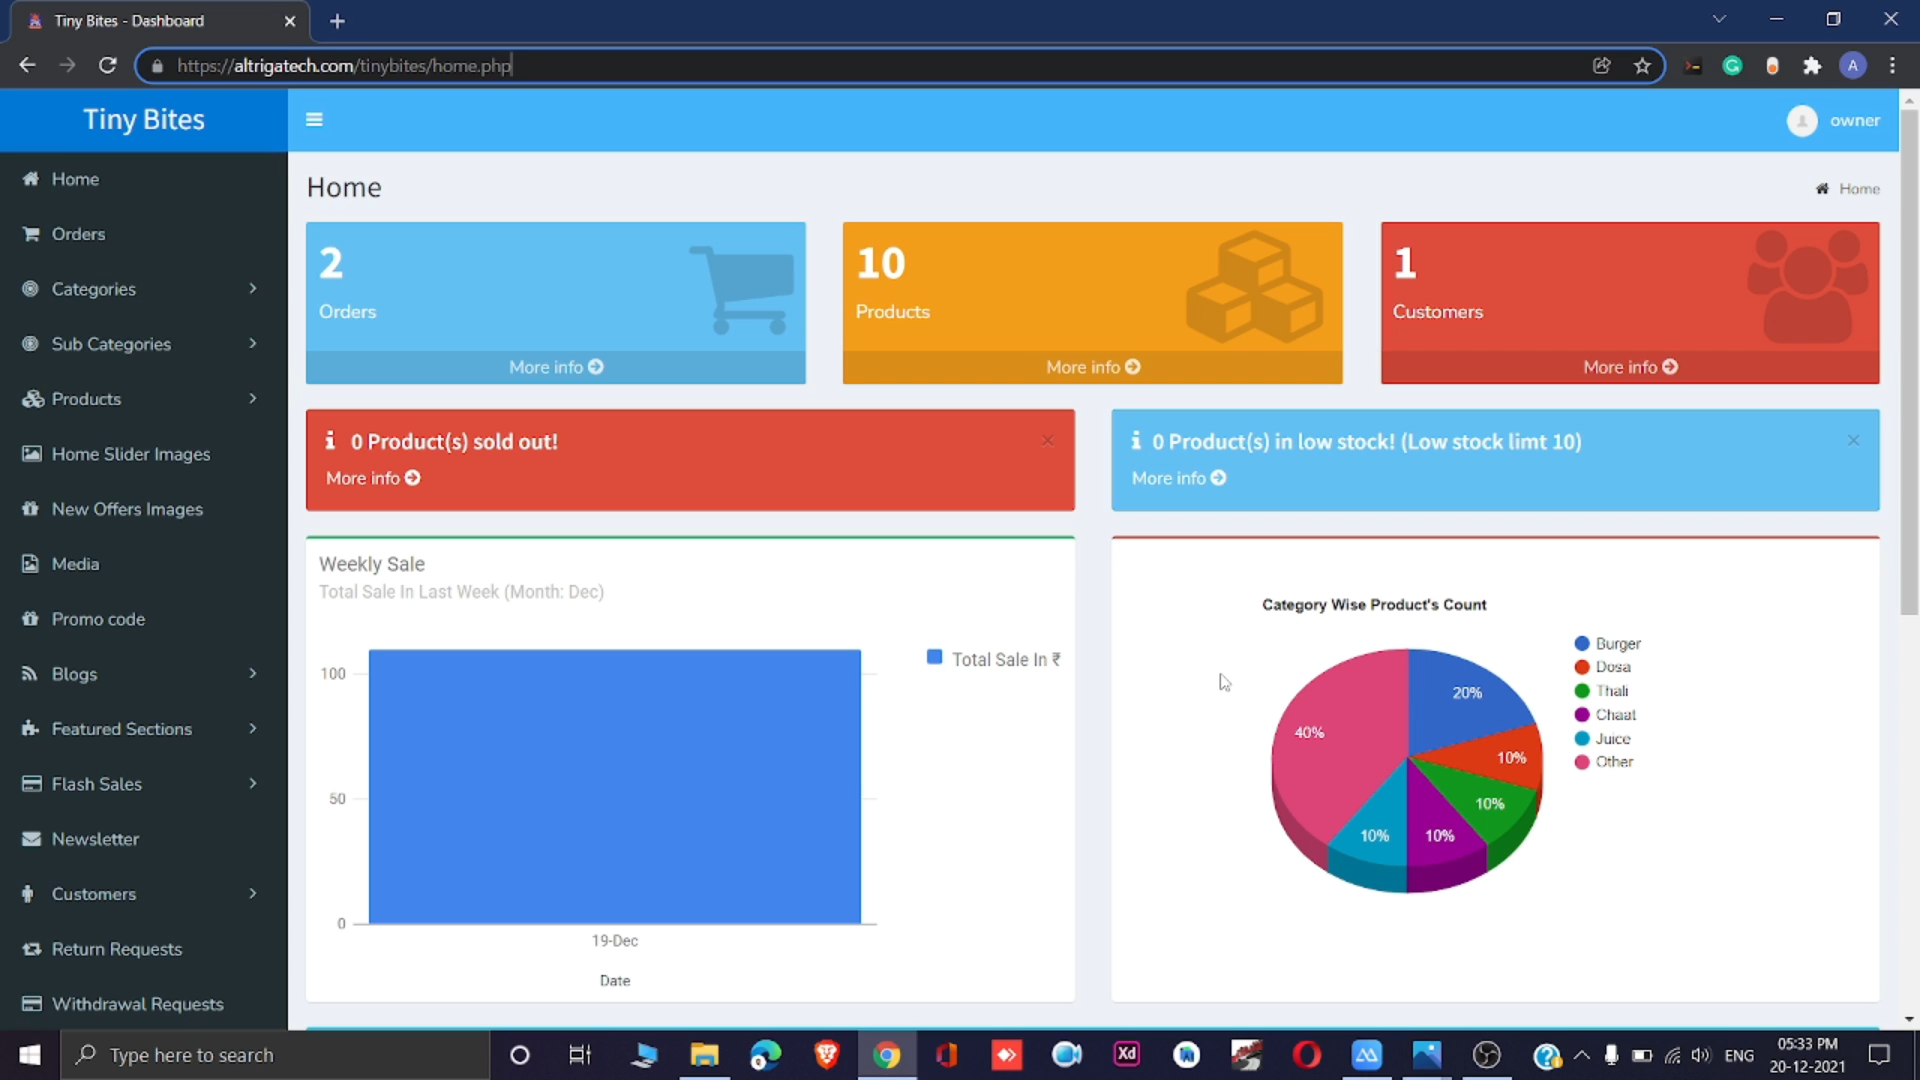 Tiny Bites - Dashboard
https://altrigatech.com/tinybites/home.php
A
Tiny Bites
owner
Home
Orders
Categories
Sub Categories
Products
Home Slider Images
New Offers Images
Media
Promo code
Blogs
Featured Sections
Flash Sales
Newsletter
Customers
Return Requests
Withdrawal Requests
Home
Home
2
Orders
More info
10
Products
More info
1
Customers
More info
0 Product(s) sold out!
More info
0 Product(s) in low stock! (Low stock limt 10)
More info
Weekly Sale
Total Sale In Last Week (Month: Dec)
100
50
0
19-Dec
Date
Total Sale In ₹
Category Wise Product's Count
20%
10%
10%
10%
10%
40%
Burger
Dosa
Thali
Chaat
Juice
Other
Type here to search
Xd
ENG
05:33 PM
20-12-2021